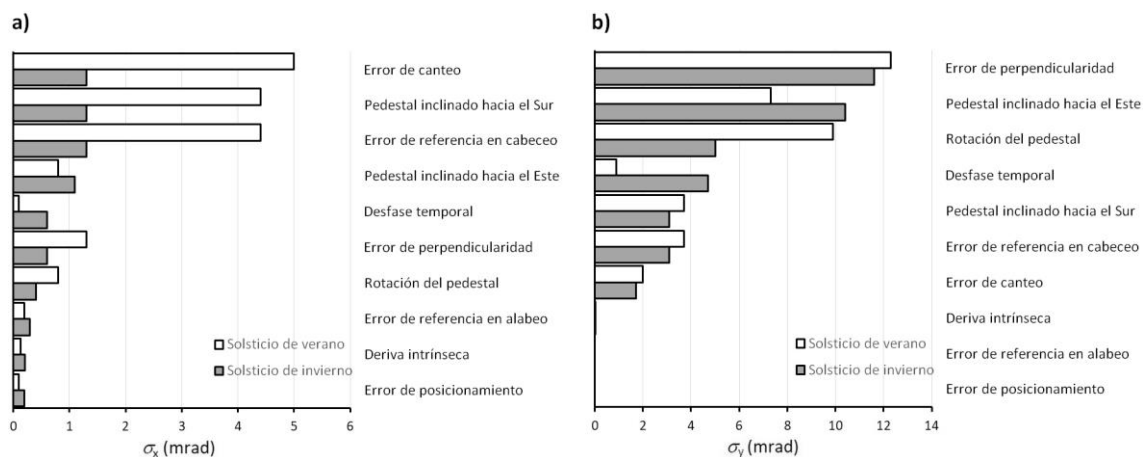 a)
Error de canteo
Pedestal inclinado hacia el Sur
Error de referencia en cabeceo
Pedestal inclinado hacia el Este
Desfase temporal
Error de perpendicularidad
Rotación del pedestal
Error de referencia en alabeo
Deriva intrínseca
Error de posicionamiento
Solsticio de verano
Solsticio de invierno
0 1 2 3 4 5 6
σx (mrad)
b)
Error de perpendicularidad
Pedestal inclinado hacia el Este
Rotación del pedestal
Desfase temporal
Pedestal inclinado hacia el Sur
Error de referencia en cabeceo
Error de canteo
Deriva intrínseca
Error de referencia en alabeo
Error de posicionamiento
Solsticio de verano
Solsticio de invierno
0 2 4 6 8 10 12 14
σy (mrad)